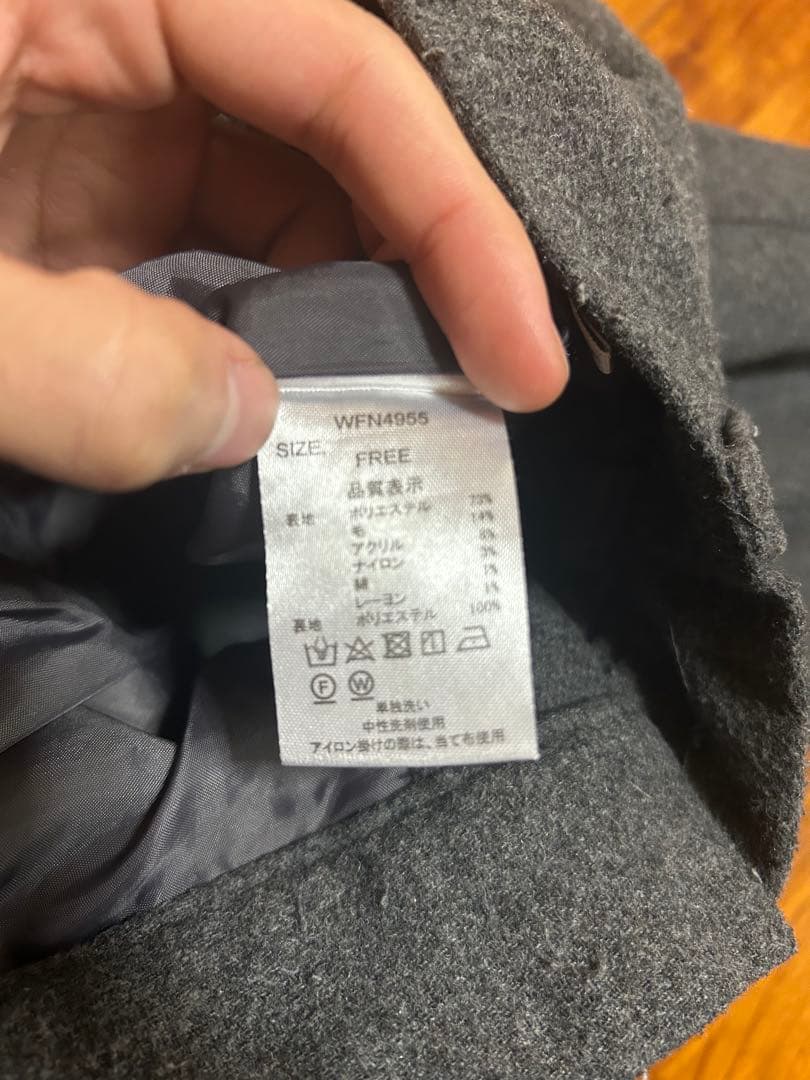 WFN4955
SIZE. FREE
品質表示
表地 ポリエステル 73%
毛 14%
アクリル 8%
ナイロン 3%
綿 1%
レーヨン 1%
裏地 ポリエステル 100%
F W
単独洗い
中性洗剤使用
アイロン掛けの際は、当て布使用